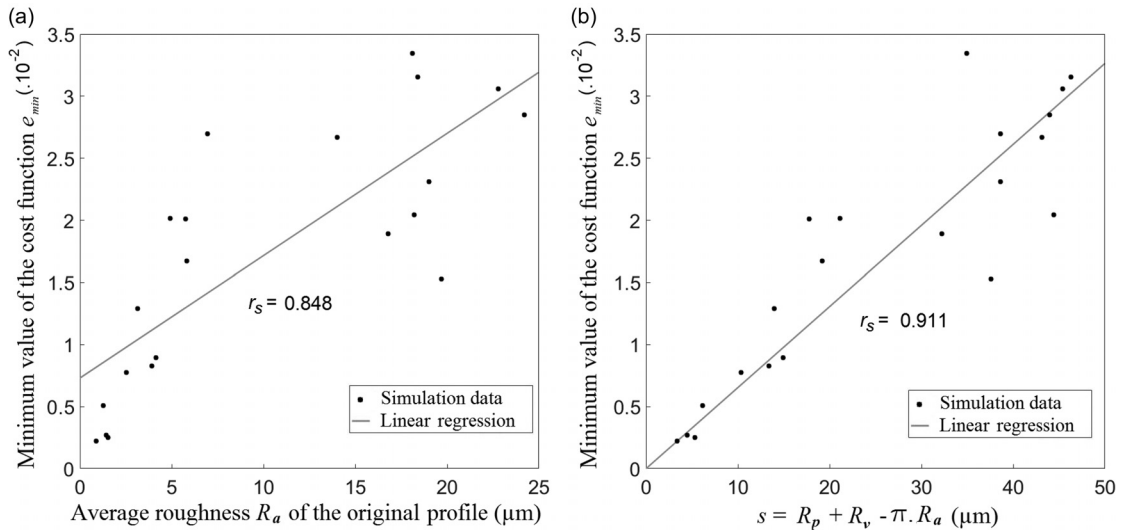 (a)
Minimum value of the cost function e_min (.10^-2)
3.5
3
2.5
2
1.5
1
0.5
0
r_s = 0.848
Simulation data
Linear regression
0 5 10 15 20 25
Average roughness R_a of the original profile (μm)
(b)
Minimum value of the cost function e_min (.10^-2)
3.5
3
2.5
2
1.5
1
0.5
0
r_s = 0.911
Simulation data
Linear regression
0 10 20 30 40 50
s = R_p + R_v - π. R_a (μm)